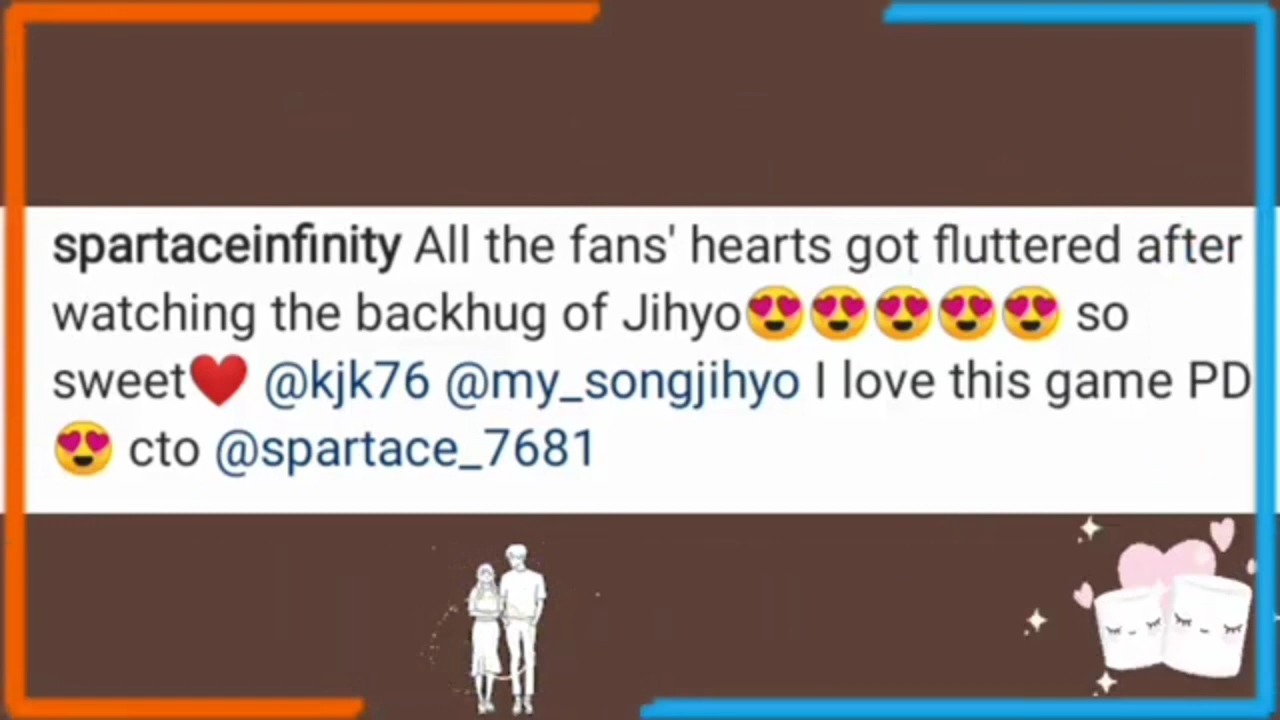 spartaceinfinity All the fans' hearts got fluttered after
watching the backhug of Jihyo😍😍😍😍😍 so
sweet❤️ @kjk76 @my_songjihyo I love this game PD
😍 cto @spartace_7681